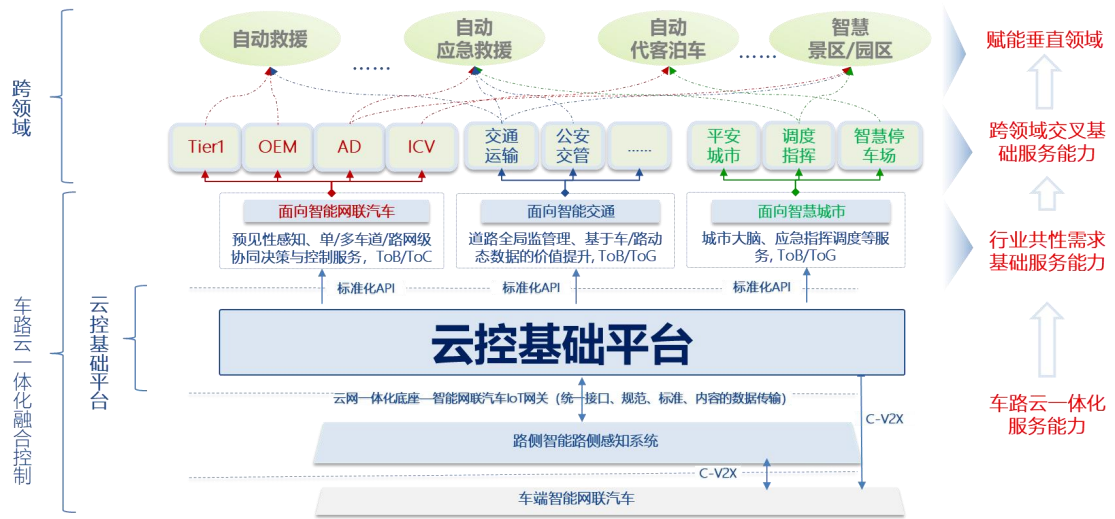 自动救援
自动
应急救援
自动
代客泊车
智慧
景区/园区
赋能垂直领域
……
……
跨领域
Tier1
OEM
AD
ICV
交通
运输
公安
交管
……
平安
城市
调度
指挥
智慧停
车场
跨领域交叉基
础服务能力
面向智能网联汽车
面向智能交通
面向智慧城市
预见性感知、单/多车道/路网级
协同决策与控制服务，ToB/ToC
道路全局监管理、基于车/路动
态数据的价值提升, ToB/ToG
城市大脑、应急指挥调度等服
务, ToB/ToG
行业共性需求
基础服务能力
标准化API
标准化API
标准化API
车路云一体化融合控制
云控基础平台
云控基础平台
云网一体化底座—智能网联汽车IoT网关（统一接口、规范、标准、内容的数据传输）
C-V2X
车路云一体化
服务能力
路侧智能路侧感知系统
C-V2X
车端智能网联汽车